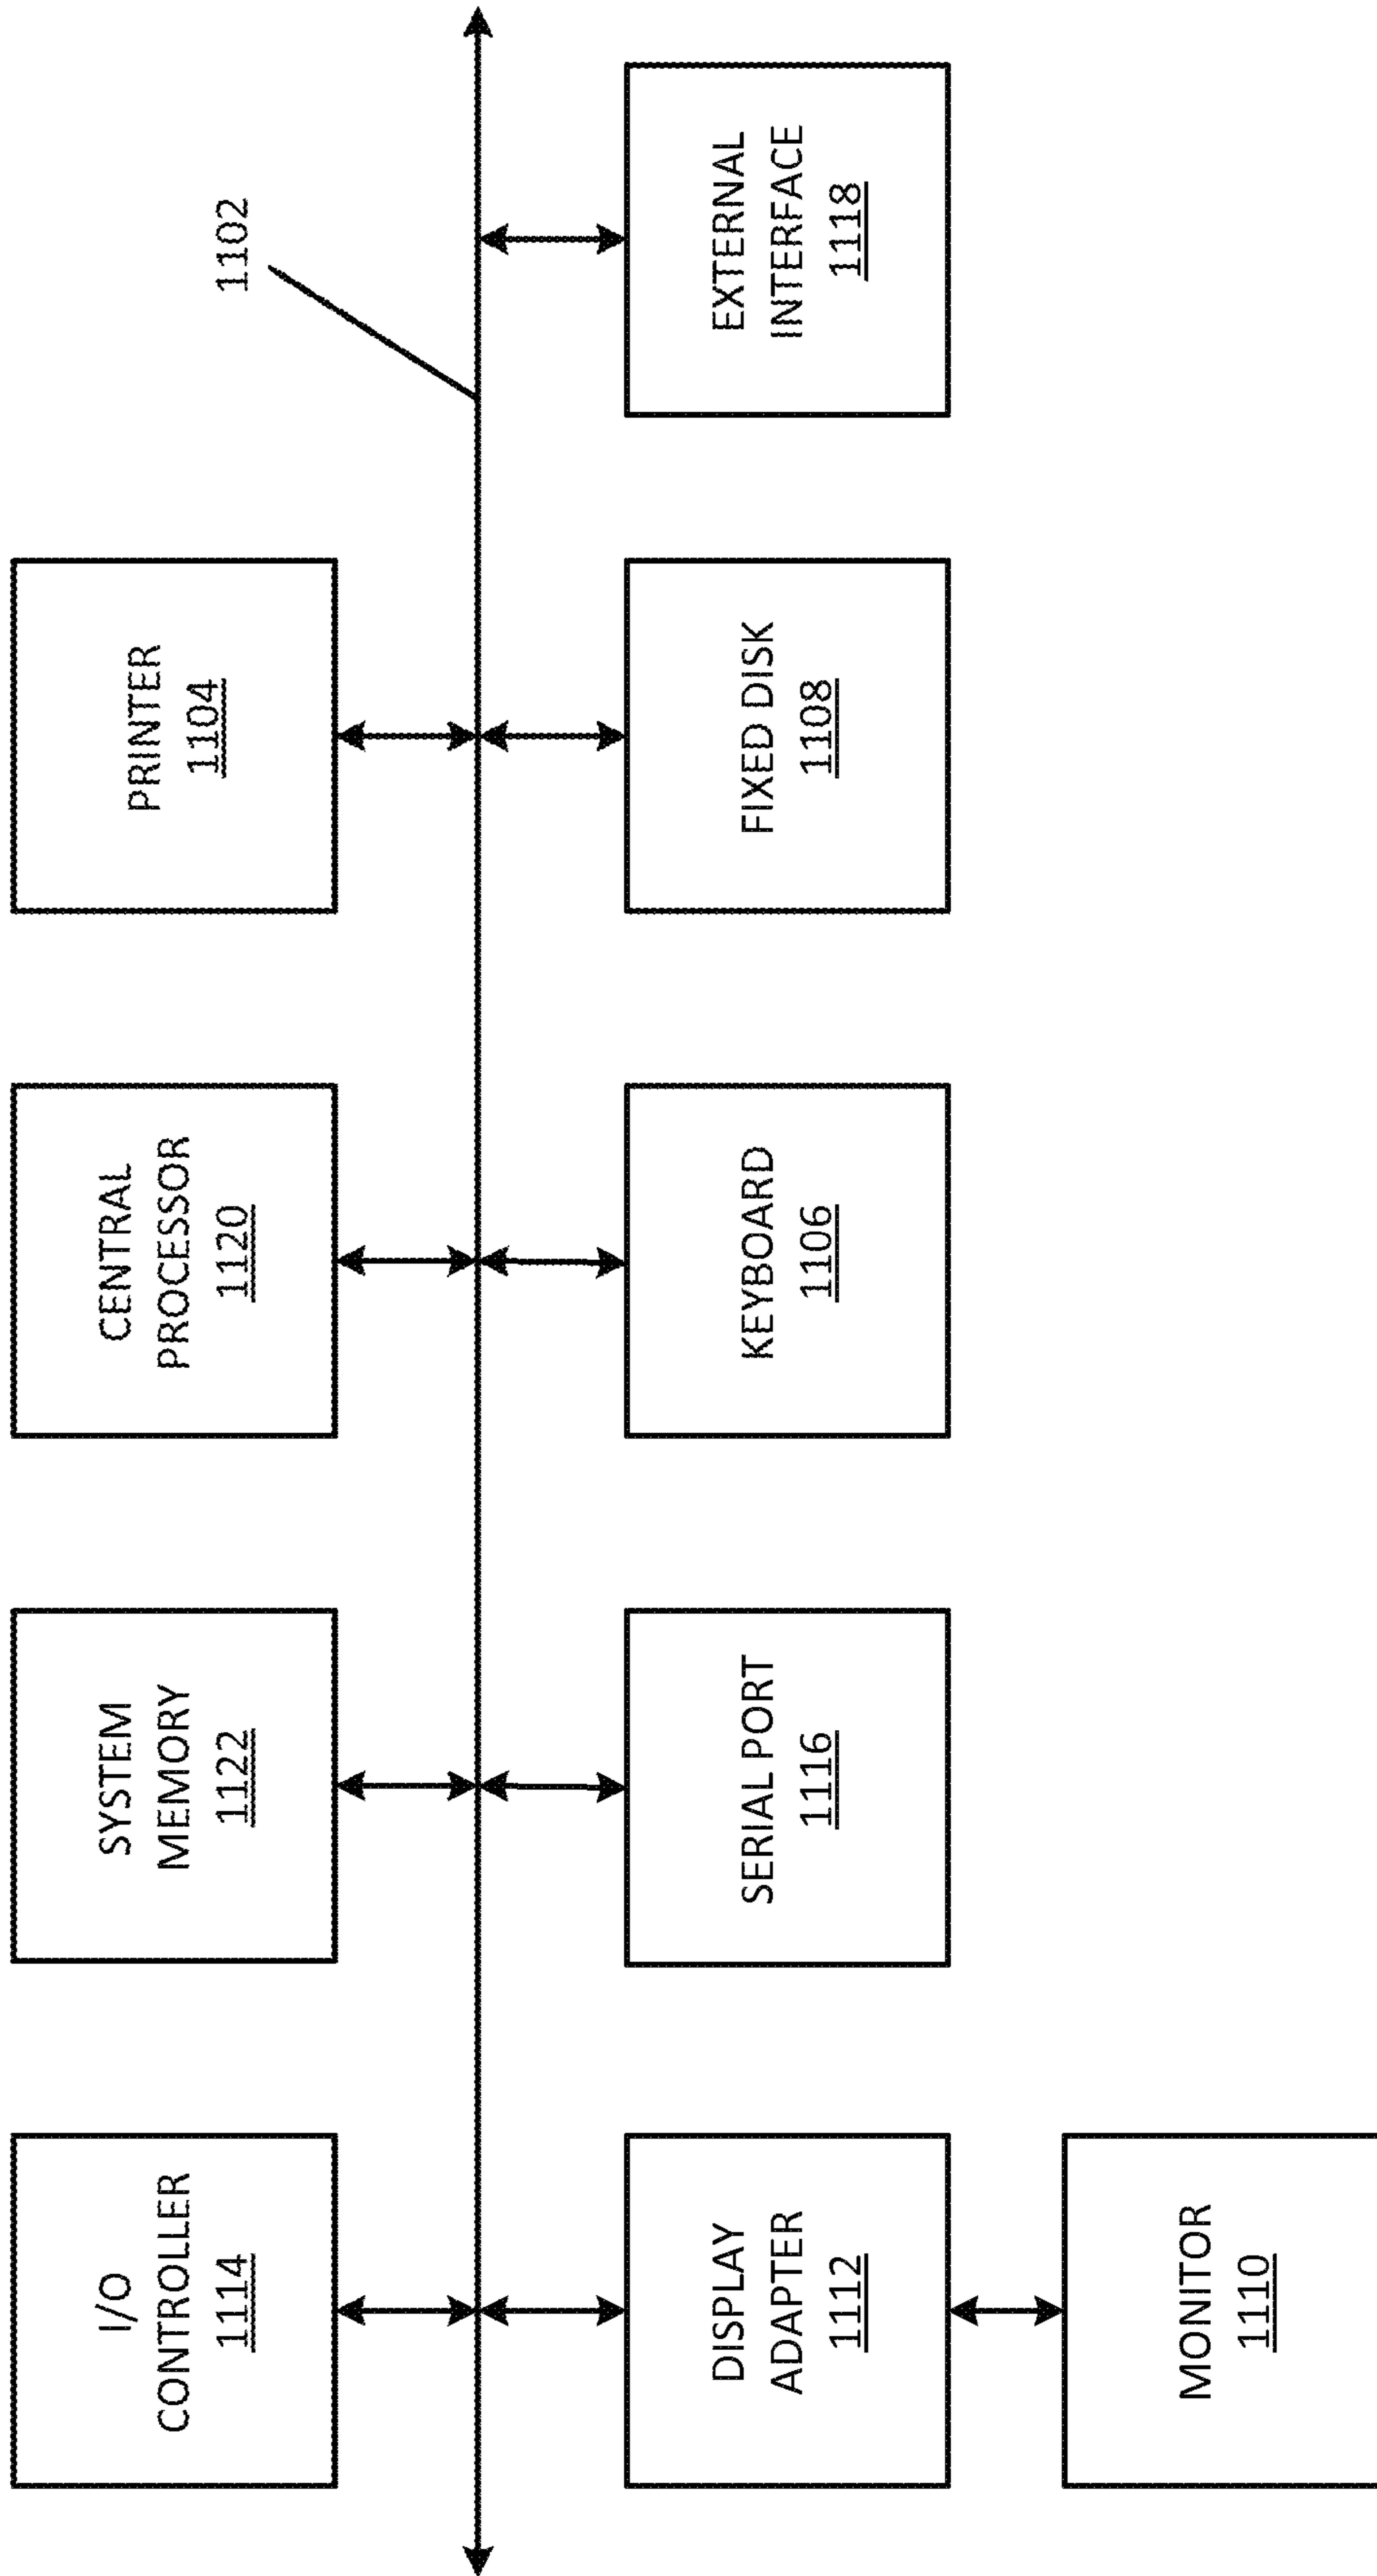 I/O
CONTROLLER
1114
SYSTEM
MEMORY
1122
CENTRAL
PROCESSOR
1120
PRINTER
1104
1102
DISPLAY
ADAPTER
1112
SERIAL PORT
1116
KEYBOARD
1106
FIXED DISK
1108
EXTERNAL
INTERFACE
1118
MONITOR
1110